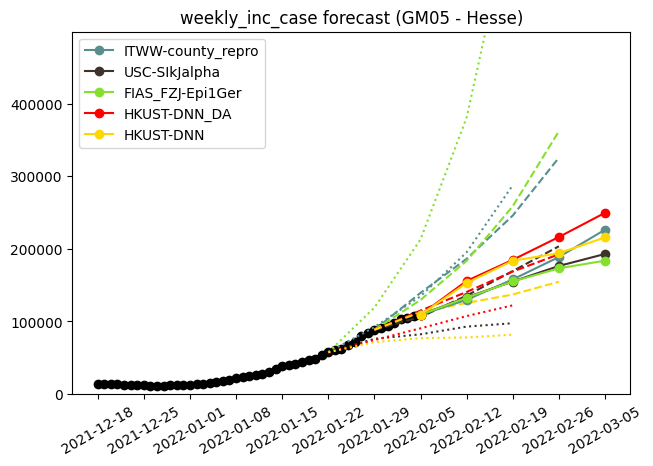 weekly_inc_case forecast (GM05 - Hesse)
ITWW-county_repro
USC-SIkJalpha
FIAS_FZJ-Epi1Ger
HKUST-DNN_DA
HKUST-DNN
400000
300000
200000
100000
0
2021-12-18
2021-12-25
2022-01-01
2022-01-08
2022-01-15
2022-01-22
2022-01-29
2022-02-05
2022-02-12
2022-02-19
2022-02-26
2022-03-05